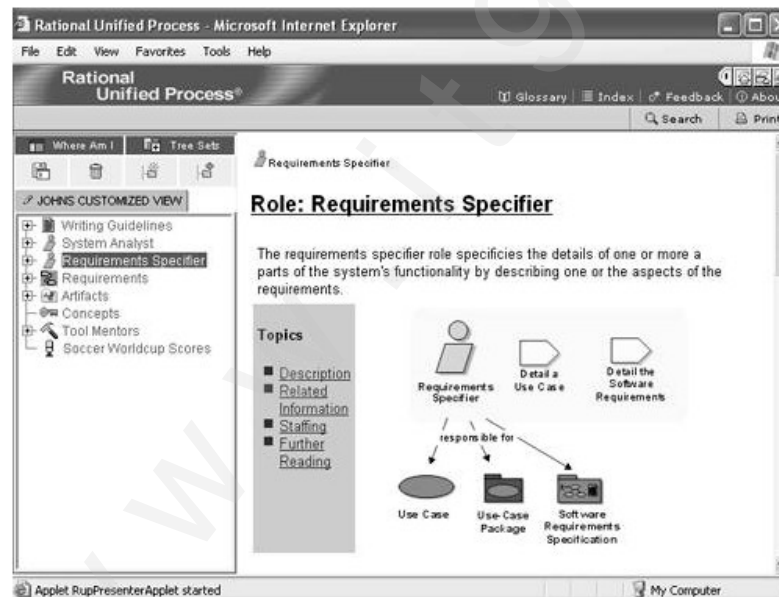 Rational Unified Process - Microsoft Internet Explorer
File Edit View Favorites Tools Help
Rational
Unified Process®
Glossary Index Feedback Abou
Search Print
Where Am I Tree Sets
JOHNS CUSTOMIZED VIEW
Writing Guidelines
System Analyst
Requirements Specifier
Requirements
Artifacts
Concepts
Tool Mentors
Soccer Worldcup Scores
Requirements Specifier
Role: Requirements Specifier
The requirements specifier role specificies the details of one or more a
parts of the system's functionality by describing one or the aspects of the
requirements.
Topics
Description
Related
Information
Staffing
Further
Reading
Requirements
Specifier
Detail a
Use Case
Detail the
Software
Requirements
responsible for
Use Case
Use-Case
Package
Software
Requirements
Specification
Applet RupPresenterApplet started
My Computer